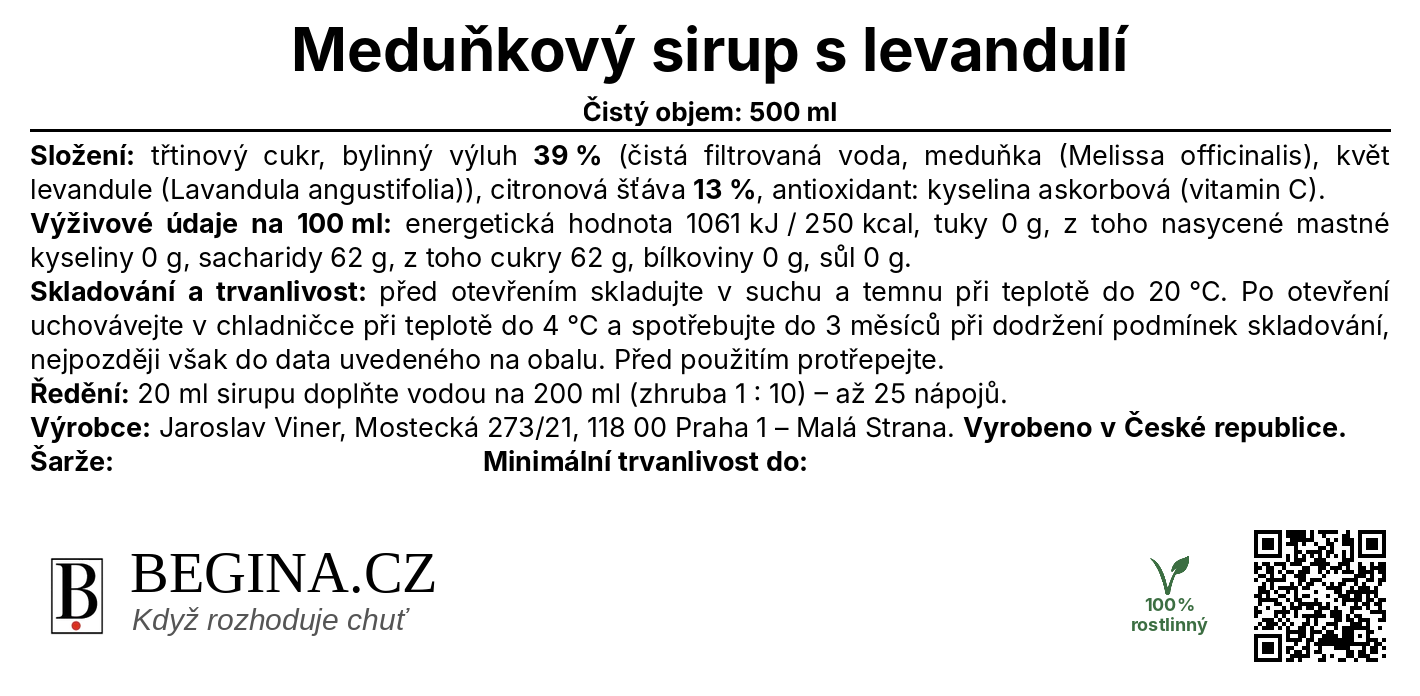 Meduňkový sirup s levandulí
Čistý objem: 500 ml
Složení: třtinový cukr, bylinný výluh 39 % (čistá filtrovaná voda, meduňka (Melissa officinalis), květ
levandule (Lavandula angustifolia)), citronová šťáva 13 %, antioxidant: kyselina askorbová (vitamin C).
Výživové údaje na 100 ml: energetická hodnota 1061 kJ / 250 kcal, tuky 0 g, z toho nasycené mastné
kyseliny 0 g, sacharidy 62 g, z toho cukry 62 g, bílkoviny 0 g, sůl 0 g.
Skladování a trvanlivost: před otevřením skladujte v suchu a temnu při teplotě do 20 °C. Po otevření
uchovávejte v chladničce při teplotě do 4 °C a spotřebujte do 3 měsíců při dodržení podmínek skladování,
nejpozději však do data uvedeného na obalu. Před použitím protřepejte.
Ředění: 20 ml sirupu doplňte vodou na 200 ml (zhruba 1 : 10) – až 25 nápojů.
Výrobce: Jaroslav Viner, Mostecká 273/21, 118 00 Praha 1 – Malá Strana. Vyrobeno v České republice.
Šarže: Minimální trvanlivost do:
B BEGINA.CZ
Když rozhoduje chuť
100%
rostlinný